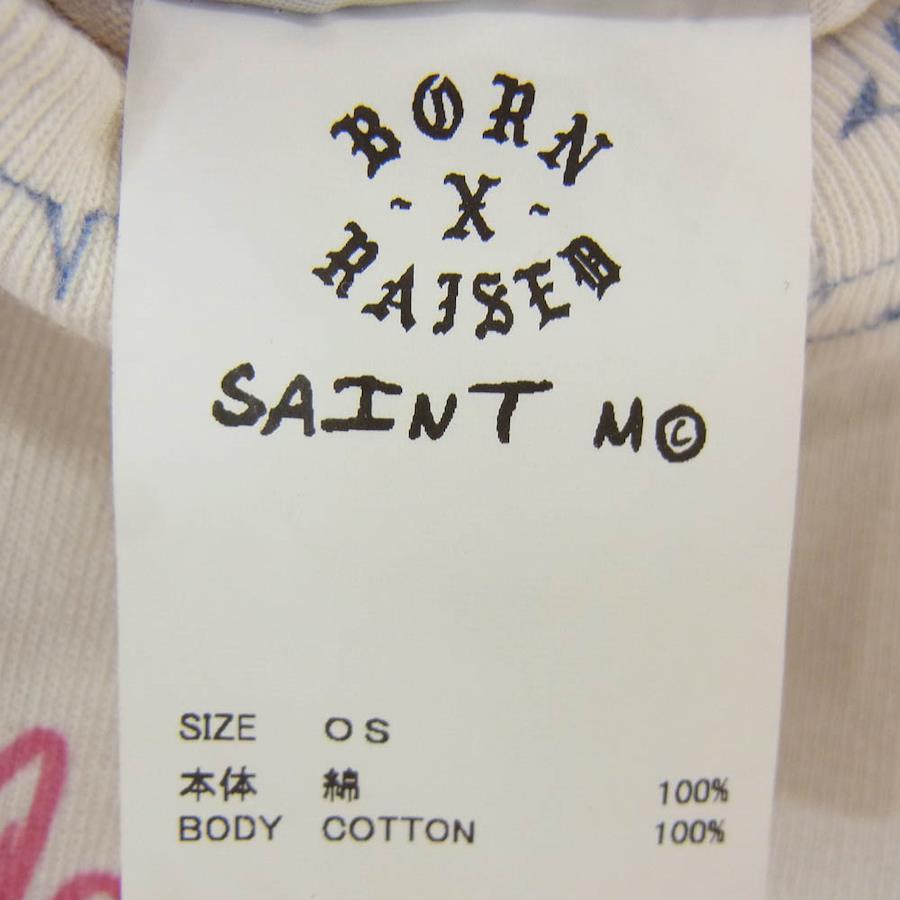 BORN
- X -
RAISED
SAINT M©
SIZE OS
本体 綿 100%
BODY COTTON 100%